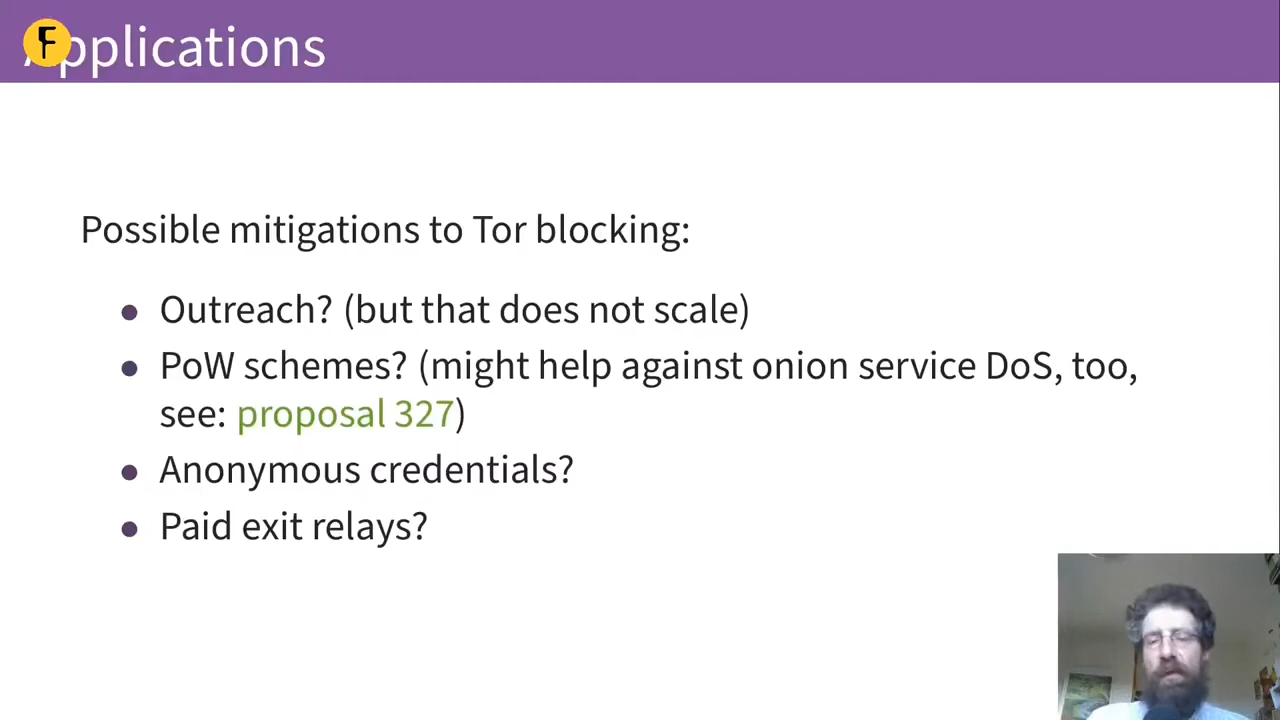 F
Applications
Possible mitigations to Tor blocking:
• Outreach? (but that does not scale)
• PoW schemes? (might help against onion service DoS, too,
see: proposal 327)
• Anonymous credentials?
• Paid exit relays?